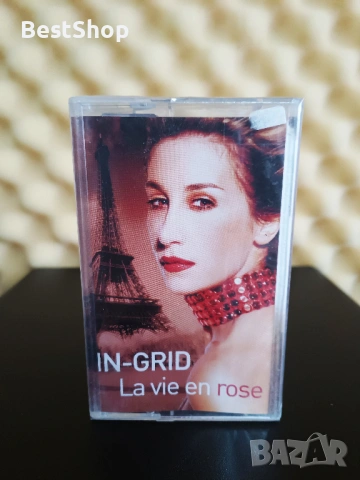 BestShop
IN-GRID
La vie en rose
BAZAR